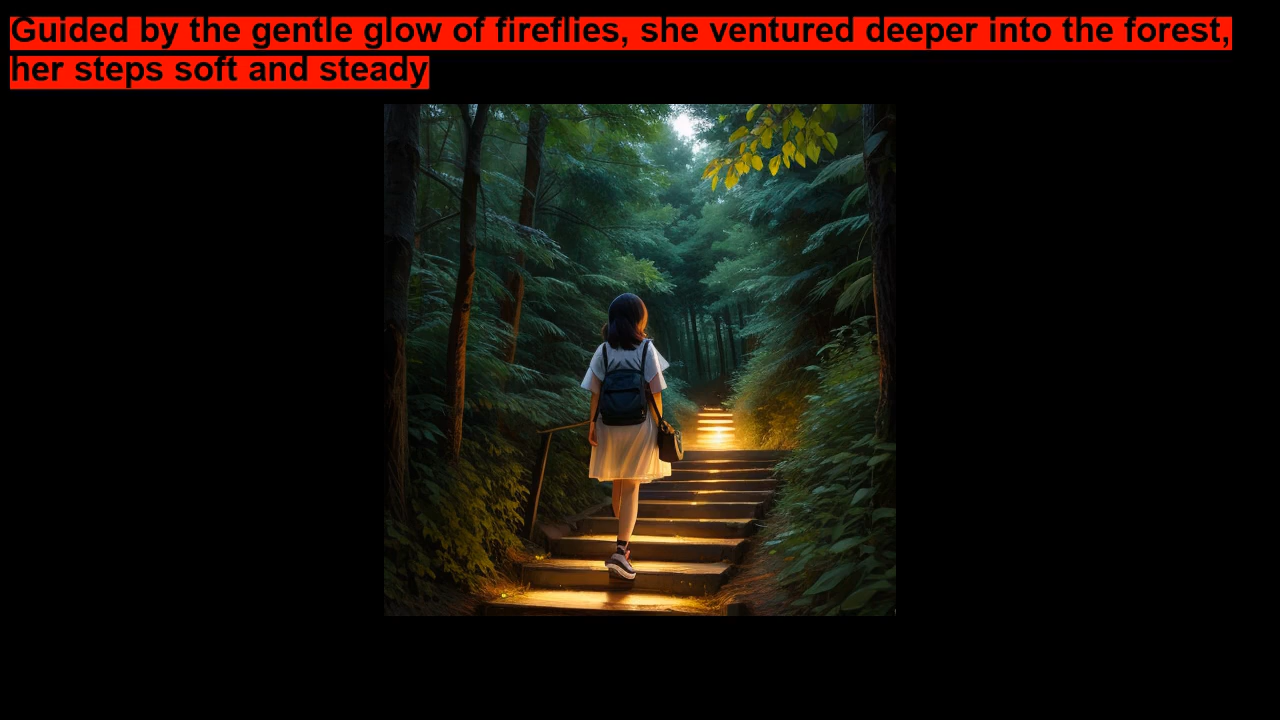 Guided by the gentle glow of fireflies, she ventured deeper into the forest,
her steps soft and steady